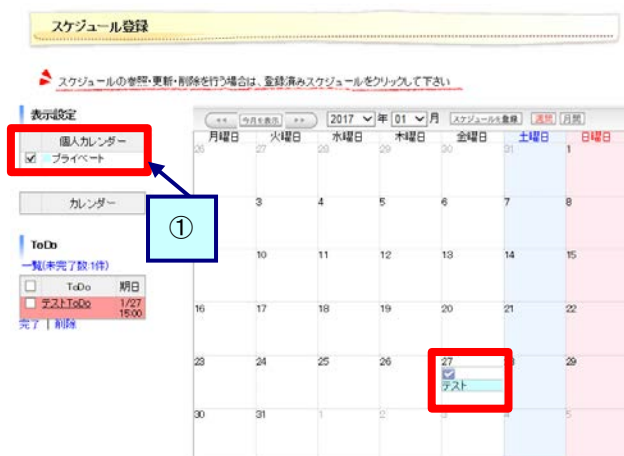 スケジュール登録
スケジュールの参照・更新・削除を行う場合は、登録済みスケジュールをクリックして下さい
表示設定
個人カレンダー
プライベート
カレンダー
①
ToDo
一覧(未完了数:1件)
ToDo 期日
テストToDo 1/27 15:00
完了 | 削除
<< 今月を表示 >> 2017 年 01 月 スケジュールを登録 週間 月間
月曜日 火曜日 水曜日 木曜日 金曜日 土曜日 日曜日
26 27 28 29 30 31 1
3 4 5 6 7 8
10 11 12 13 14 15
16 17 18 19 20 21 22
23 24 25 26 27 28 29
テスト
30 31 1 2 3 4 5